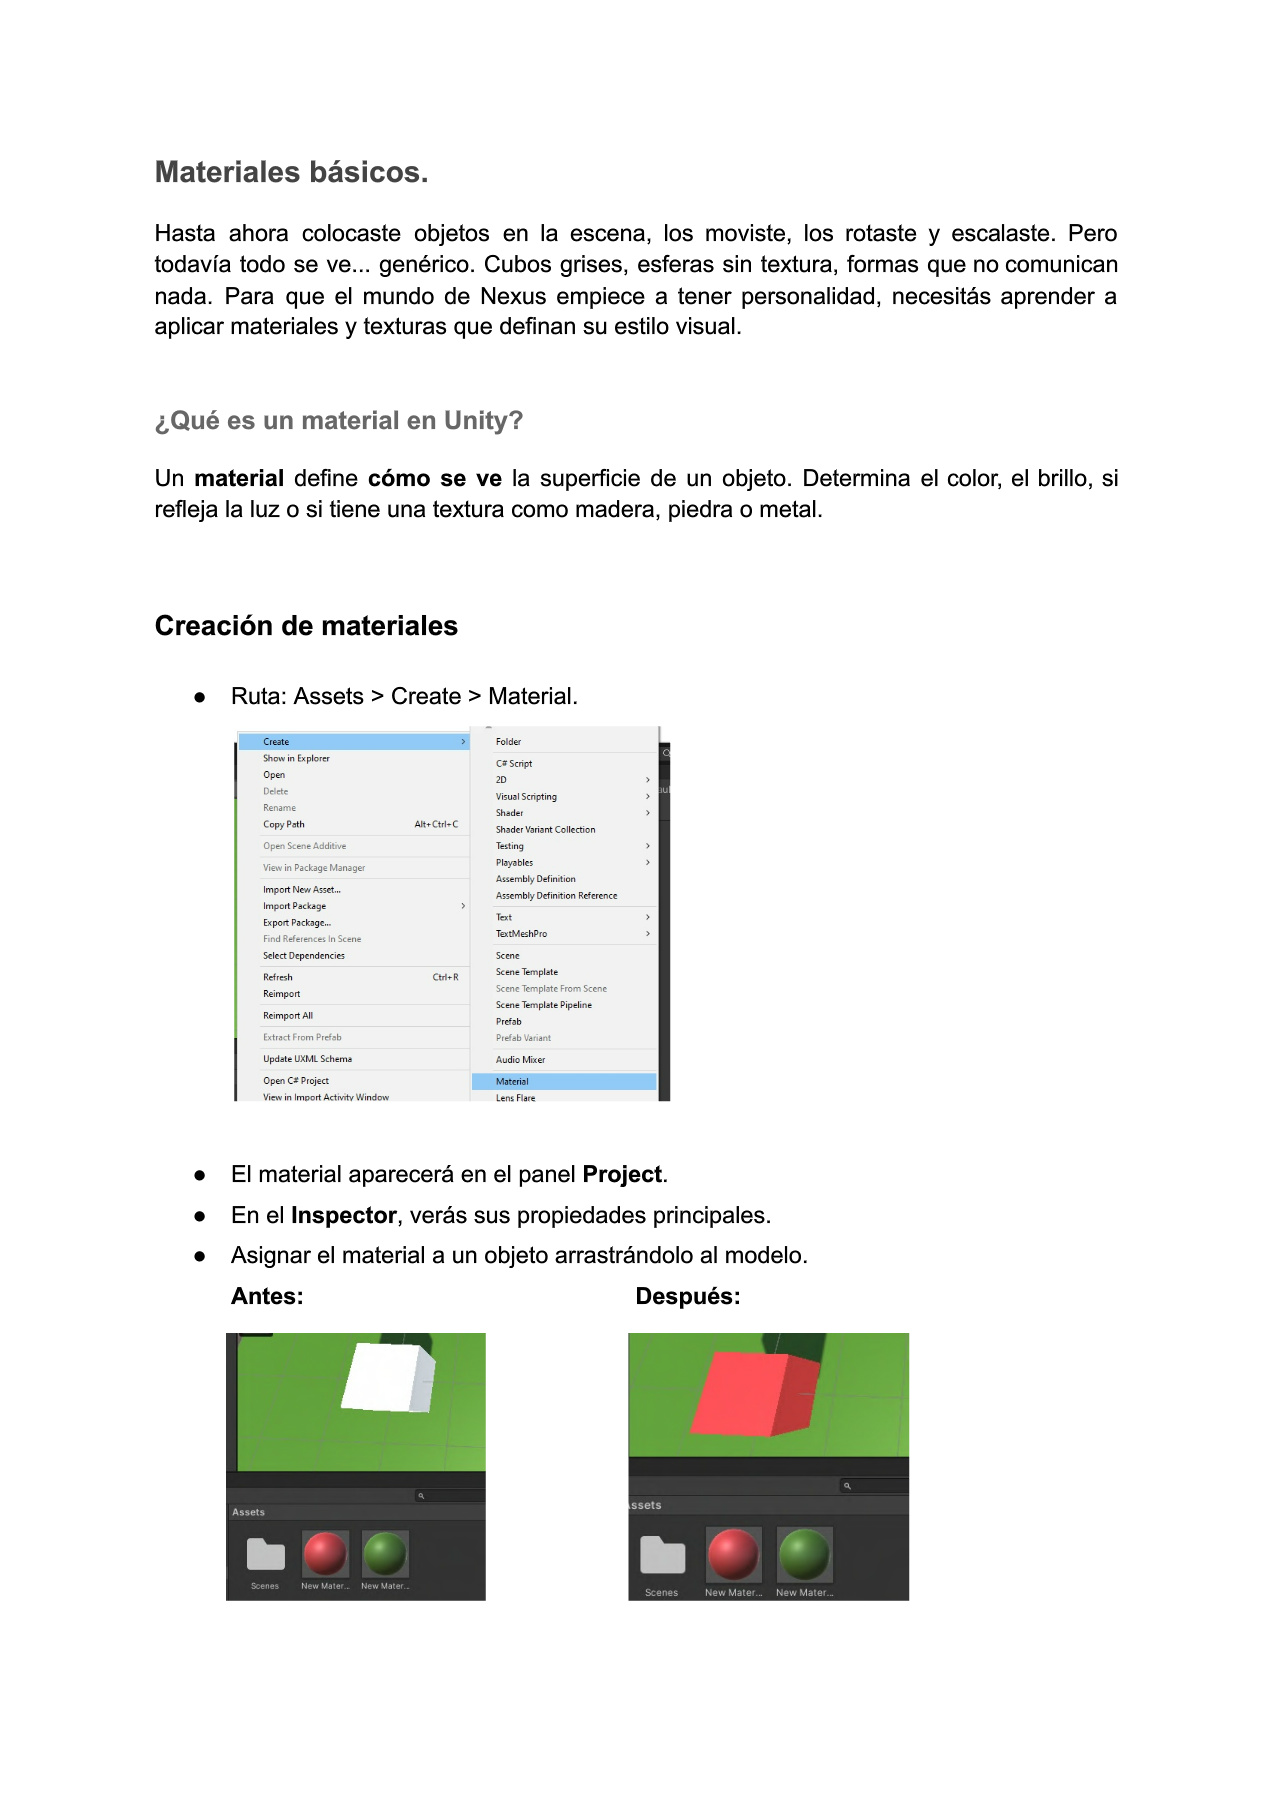 Materiales básicos.
Hasta ahora colocaste objetos en la escena, los moviste, los rotaste y escalaste. Pero
todavía todo se ve... genérico. Cubos grises, esferas sin textura, formas que no comunican
nada. Para que el mundo de Nexus empiece a tener personalidad, necesitás aprender a
aplicar materiales y texturas que definan su estilo visual.
¿Qué es un material en Unity?
Un material define cómo se ve la superficie de un objeto. Determina el color, el brillo, si
refleja la luz o si tiene una textura como madera, piedra o metal.
Creación de materiales
● Ruta: Assets > Create > Material.
Create >
Show in Explorer
Open
Delete
Rename
Copy Path Alt+Ctrl+C
Open Scene Additive
View in Package Manager
Import New Asset...
Import Package >
Export Package...
Find References In Scene
Select Dependencies
Refresh Ctrl+R
Reimport
Reimport All
Extract From Prefab
Update UXML Schema
Open C# Project
View in Import Activity Window
Folder
C# Script
2D >
Visual Scripting >
Shader >
Shader Variant Collection
Testing >
Playables >
Assembly Definition
Assembly Definition Reference
Text >
TextMeshPro >
Scene
Scene Template
Scene Template From Scene
Scene Template Pipeline
Prefab
Prefab Variant
Audio Mixer
Material
Lens Flare
● El material aparecerá en el panel Project.
● En el Inspector, verás sus propiedades principales.
● Asignar el material a un objeto arrastrándolo al modelo.
Antes: Después:
Assets
Scenes New Mater... New Mater...
ssets
Scenes New Mater... New Mater...